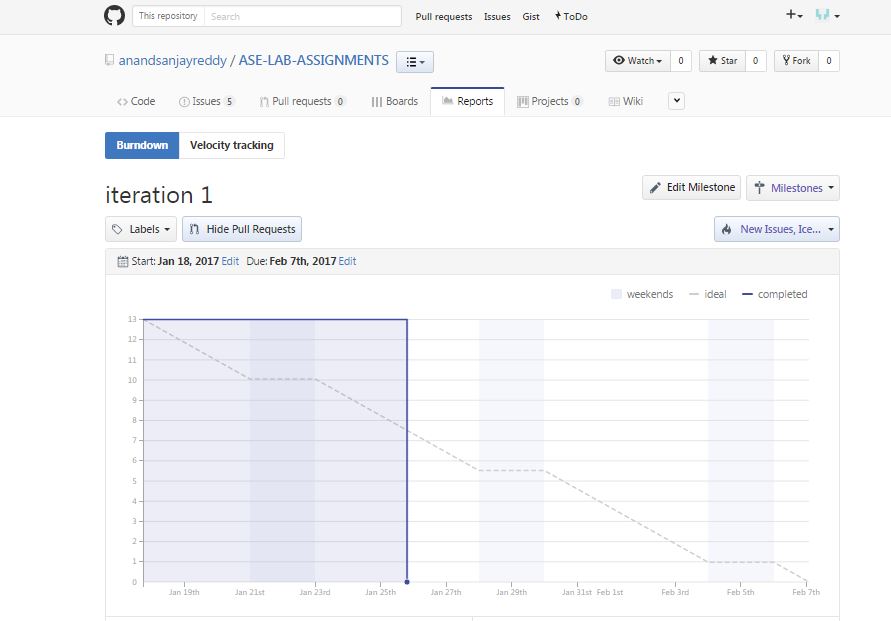 This repository Search Pull requests Issues Gist ToDo
anandsanjayreddy / ASE-LAB-ASSIGNMENTS Watch 0 Star 0 Fork 0
Code Issues 5 Pull requests 0 Boards Reports Projects 0 Wiki
Burndown Velocity tracking
iteration 1 Edit Milestone Milestones
Labels Hide Pull Requests New Issues, Ice...
Start: Jan 18, 2017 Edit Due: Feb 7th, 2017 Edit
weekends ideal completed
13
12
11
10
9
8
7
6
5
4
3
2
1
0
Jan 19th Jan 21st Jan 23rd Jan 25th Jan 27th Jan 29th Jan 31st Feb 1st Feb 3rd Feb 5th Feb 7th